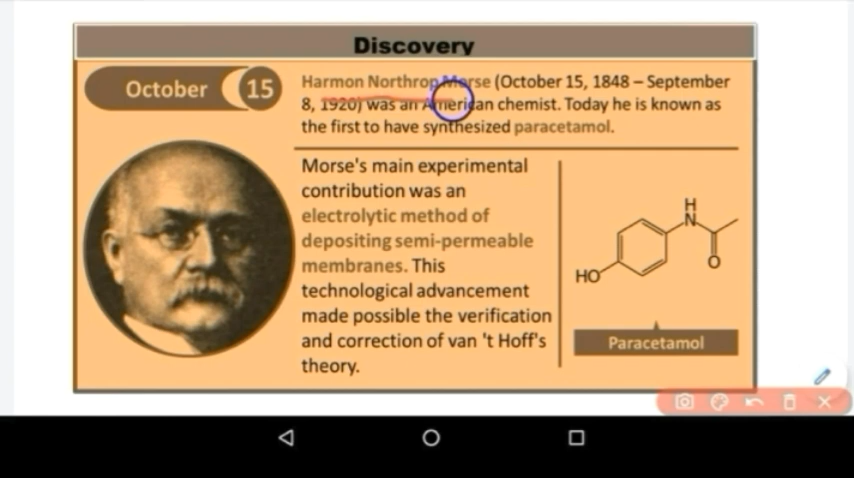 Discovery
October 15
Harmon Northrop Morse (October 15, 1848 – September
8, 1920) was an American chemist. Today he is known as
the first to have synthesized paracetamol.
Morse's main experimental
contribution was an
electrolytic method of
depositing semi-permeable
membranes. This
technological advancement
made possible the verification
and correction of van 't Hoff's
theory.
H
N
O
HO
Paracetamol